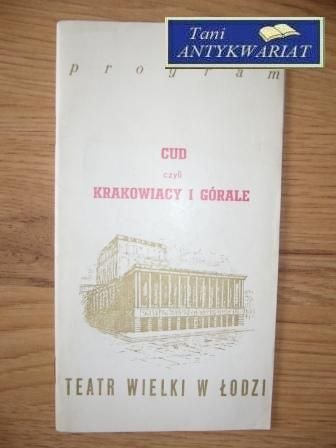 Tani
ANTYKWARIAT
program
CUD
czyli
KRAKOWIACY I GÓRALE
TEATR WIELKI W ŁODZI